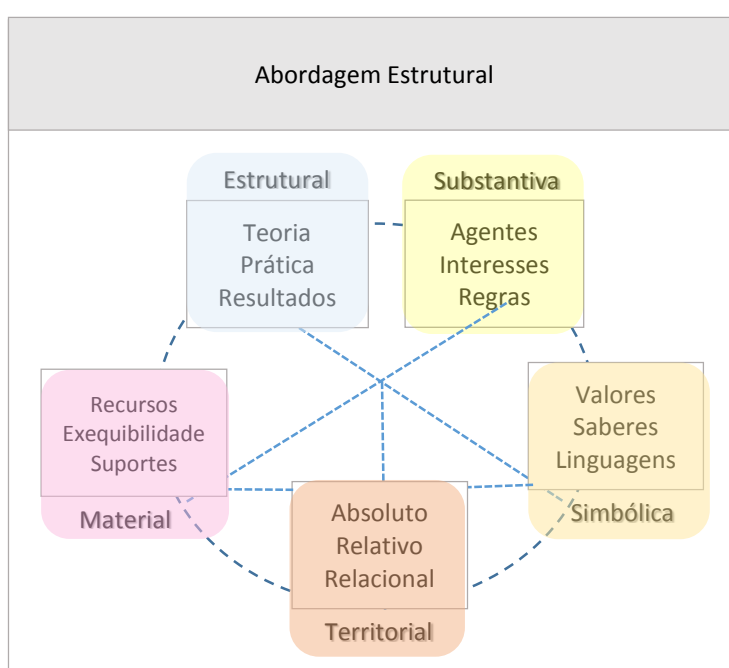 Abordagem Estrutural
Estrutural
Teoria
Prática
Resultados
Substantiva
Agentes
Interesses
Regras
Recursos
Exequibilidade
Suportes
Material
Valores
Saberes
Linguagens
Simbólica
Absoluto
Relativo
Relacional
Territorial